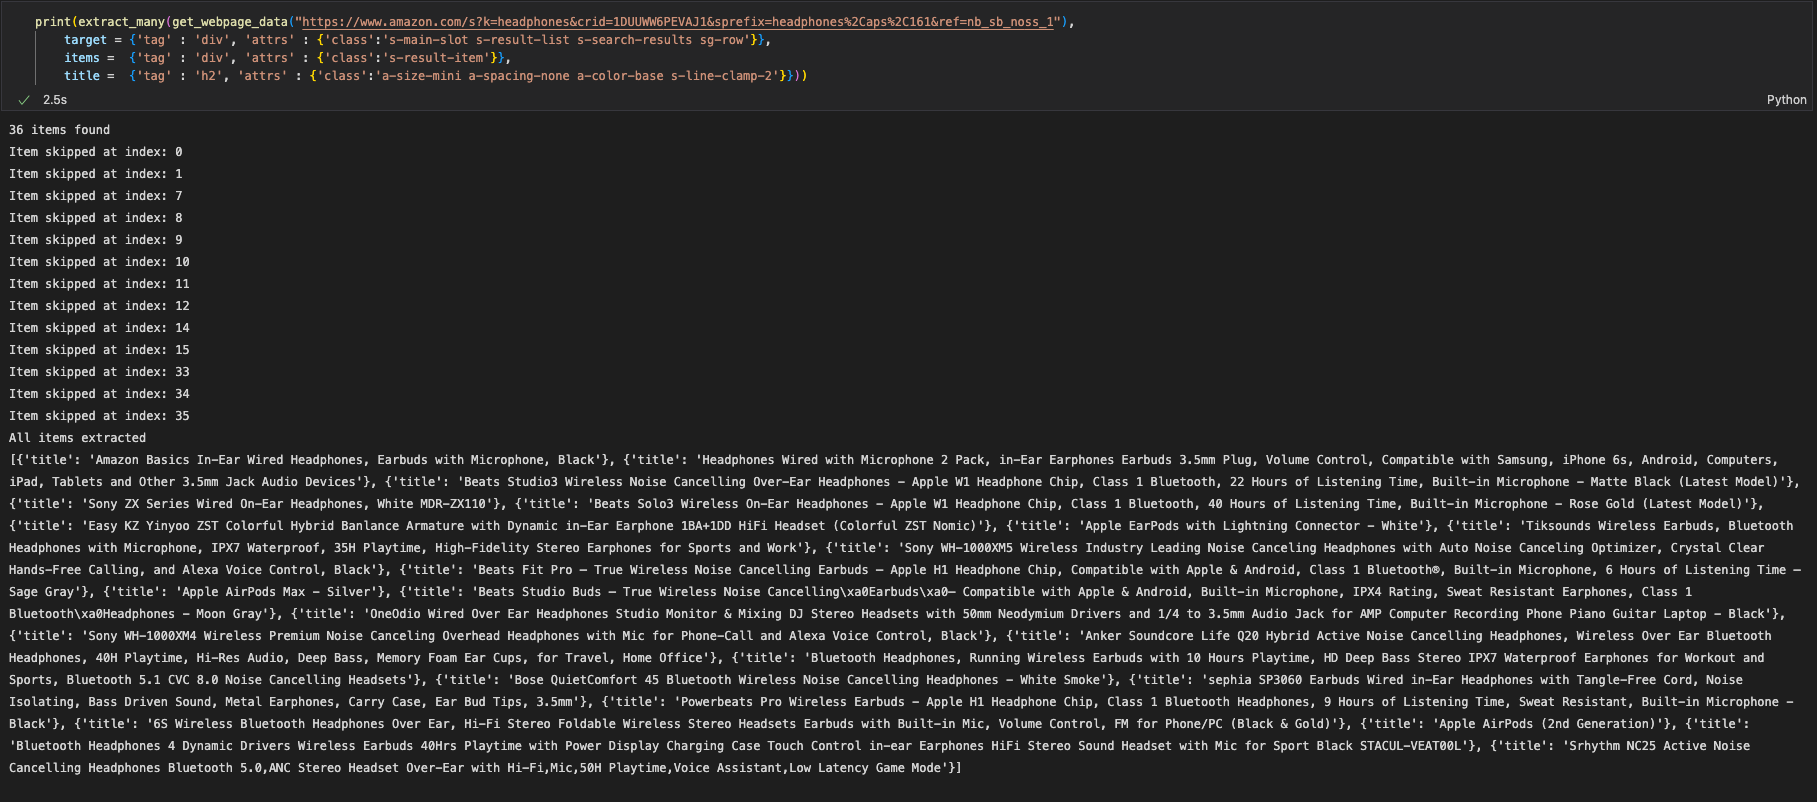 print(extract_many(get_webpage_data("https://www.amazon.com/s?k=headphones&crid=1DUUWW6PEVAJ1&sprefix=headphones%2Caps%2C161&ref=nb_sb_noss_1"),
target = {'tag' : 'div', 'attrs' : {'class':'s-main-slot s-result-list s-search-results sg-row'}},
items =  {'tag' : 'div', 'attrs' : {'class':'s-result-item'}},
title =  {'tag' : 'h2', 'attrs' : {'class':'a-size-mini a-spacing-none a-color-base s-line-clamp-2'}}))
✓ 2.5s Python
36 items found
Item skipped at index: 0
Item skipped at index: 1
Item skipped at index: 7
Item skipped at index: 8
Item skipped at index: 9
Item skipped at index: 10
Item skipped at index: 11
Item skipped at index: 12
Item skipped at index: 14
Item skipped at index: 15
Item skipped at index: 33
Item skipped at index: 34
Item skipped at index: 35
All items extracted
[{'title': 'Amazon Basics In-Ear Wired Headphones, Earbuds with Microphone, Black'}, {'title': 'Headphones Wired with Microphone 2 Pack, in-Ear Earphones Earbuds 3.5mm Plug, Volume Control, Compatible with Samsung, iPhone 6s, Android, Computers,
iPad, Tablets and Other 3.5mm Jack Audio Devices'}, {'title': 'Beats Studio3 Wireless Noise Cancelling Over-Ear Headphones – Apple W1 Headphone Chip, Class 1 Bluetooth, 22 Hours of Listening Time, Built-in Microphone – Matte Black (Latest Model)'},
{'title': 'Sony ZX Series Wired On-Ear Headphones, White MDR-ZX110'}, {'title': 'Beats Solo3 Wireless On-Ear Headphones - Apple W1 Headphone Chip, Class 1 Bluetooth, 40 Hours of Listening Time, Built-in Microphone - Rose Gold (Latest Model)'},
{'title': 'Easy KZ Yinyoo ZST Colorful Hybrid Banlance Armature with Dynamic in-Ear Earphone 1BA+1DD HiFi Headset (Colorful ZST Nomic)'}, {'title': 'Apple EarPods with Lightning Connector - White'}, {'title': 'Tiksounds Wireless Earbuds, Bluetooth
Headphones with Microphone, IPX7 Waterproof, 35H Playtime, High-Fidelity Stereo Earphones for Sports and Work'}, {'title': 'Sony WH-1000XM5 Wireless Industry Leading Noise Canceling Headphones with Auto Noise Canceling Optimizer, Crystal Clear
Hands-Free Calling, and Alexa Voice Control, Black'}, {'title': 'Beats Fit Pro – True Wireless Noise Cancelling Earbuds – Apple H1 Headphone Chip, Compatible with Apple & Android, Class 1 Bluetooth®, Built-in Microphone, 6 Hours of Listening Time –
Sage Gray'}, {'title': 'Apple AirPods Max - Silver'}, {'title': 'Beats Studio Buds – True Wireless Noise Cancelling\xa0Earbuds\xa0– Compatible with Apple & Android, Built-in Microphone, IPX4 Rating, Sweat Resistant Earphones, Class 1
Bluetooth\xa0Headphones - Moon Gray'}, {'title': 'OneOdio Wired Over Ear Headphones Studio Monitor & Mixing DJ Stereo Headsets with 50mm Neodymium Drivers and 1/4 to 3.5mm Audio Jack for AMP Computer Recording Phone Piano Guitar Laptop - Black'},
{'title': 'Sony WH-1000XM4 Wireless Premium Noise Canceling Overhead Headphones with Mic for Phone-Call and Alexa Voice Control, Black'}, {'title': 'Anker Soundcore Life Q20 Hybrid Active Noise Cancelling Headphones, Wireless Over Ear Bluetooth
Headphones, 40H Playtime, Hi-Res Audio, Deep Bass, Memory Foam Ear Cups, for Travel, Home Office'}, {'title': 'Bluetooth Headphones, Running Wireless Earbuds with 10 Hours Playtime, HD Deep Bass Stereo IPX7 Waterproof Earphones for Workout and
Sports, Bluetooth 5.1 CVC 8.0 Noise Cancelling Headsets'}, {'title': 'Bose QuietComfort 45 Bluetooth Wireless Noise Cancelling Headphones - White Smoke'}, {'title': 'sephia SP3060 Earbuds Wired in-Ear Headphones with Tangle-Free Cord, Noise
Isolating, Bass Driven Sound, Metal Earphones, Carry Case, Ear Bud Tips, 3.5mm'}, {'title': 'Powerbeats Pro Wireless Earbuds - Apple H1 Headphone Chip, Class 1 Bluetooth Headphones, 9 Hours of Listening Time, Sweat Resistant, Built-in Microphone -
Black'}, {'title': '6S Wireless Bluetooth Headphones Over Ear, Hi-Fi Stereo Foldable Wireless Stereo Headsets Earbuds with Built-in Mic, Volume Control, FM for Phone/PC (Black & Gold)'}, {'title': 'Apple AirPods (2nd Generation)'}, {'title':
'Bluetooth Headphones 4 Dynamic Drivers Wireless Earbuds 40Hrs Playtime with Power Display Charging Case Touch Control in-ear Earphones HiFi Stereo Sound Headset with Mic for Sport Black STACUL-VEAT00L'}, {'title': 'Srhythm NC25 Active Noise
Cancelling Headphones Bluetooth 5.0,ANC Stereo Headset Over-Ear with Hi-Fi,Mic,50H Playtime,Voice Assistant,Low Latency Game Mode'}]